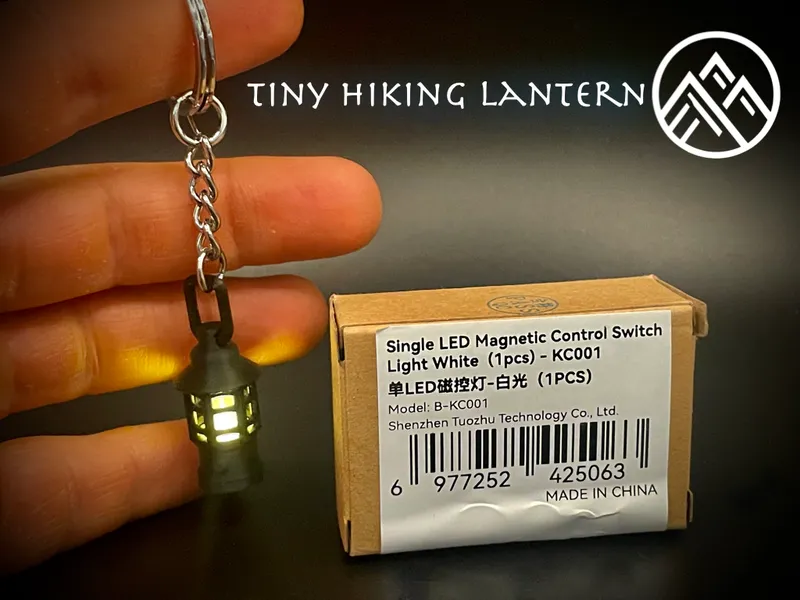 TINY HIKING LANTERN
Single LED Magnetic Control Switch
Light White (1pcs) - KC001
单LED磁控灯-白光（1PCS）
Model: B-KC001
Shenzhen Tuozhu Technology Co., Ltd.
6 977252 425063
MADE IN CHINA